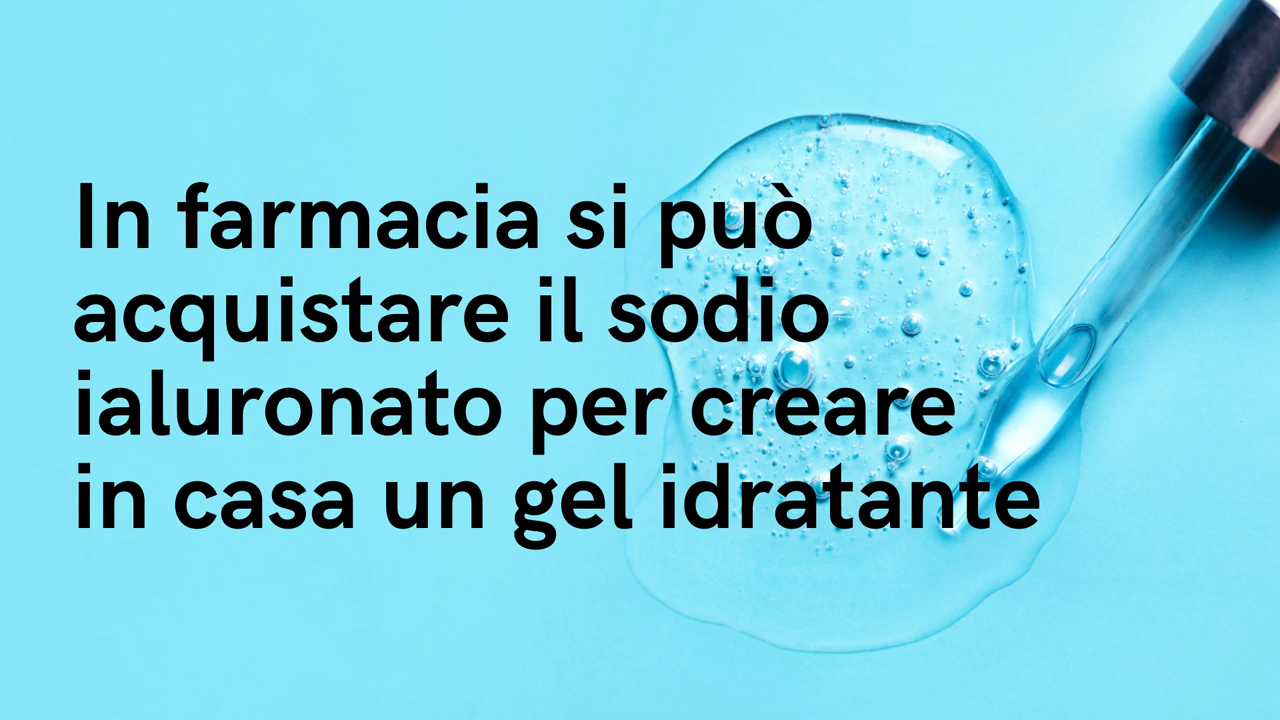 In farmacia si può
acquistare il sodio
ialuronato per creare
in casa un gel idratante